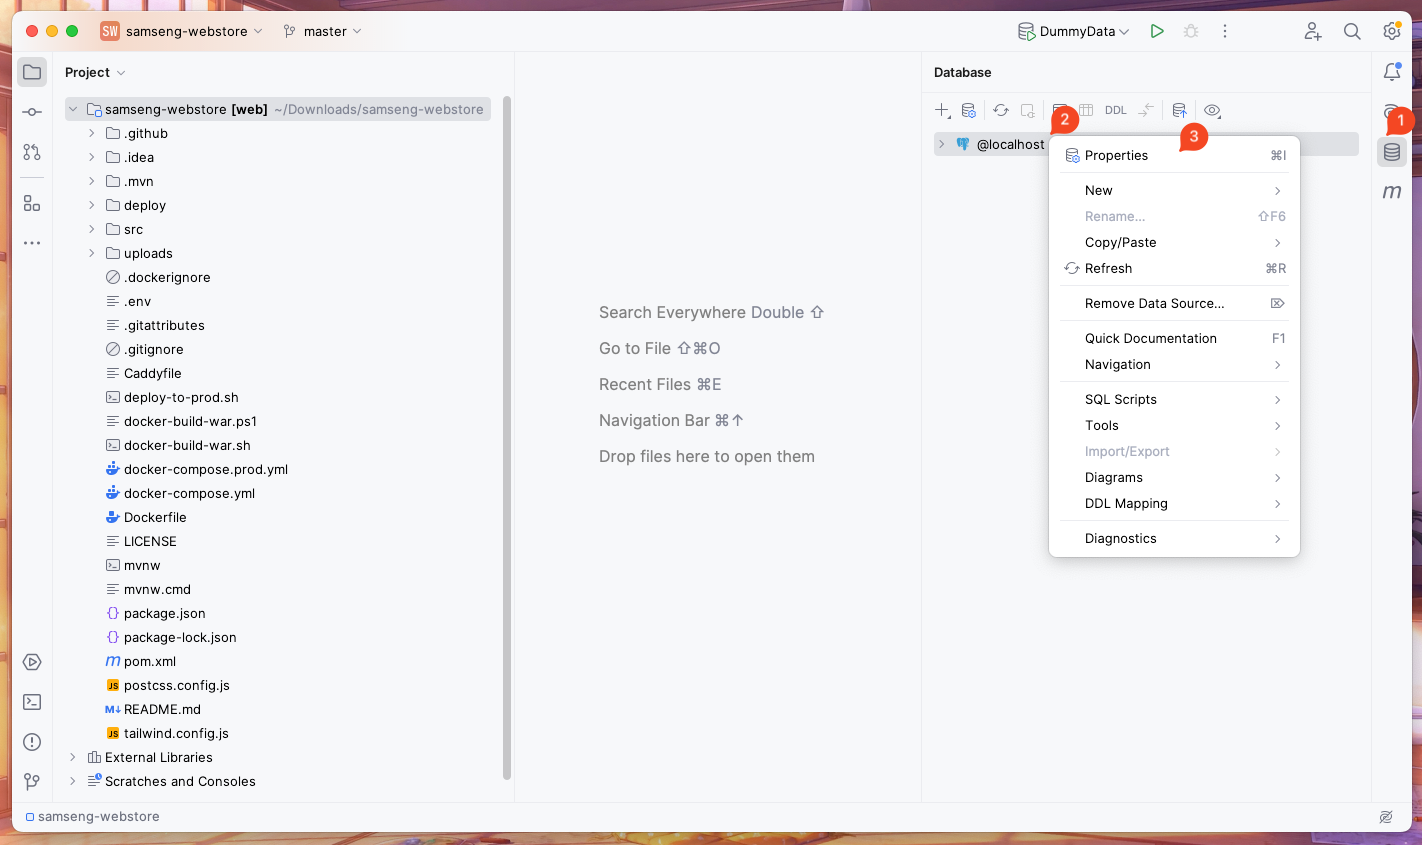 SW samseng-webstore master DummyData
Project
samseng-webstore [web] ~/Downloads/samseng-webstore
.github
.idea
.mvn
deploy
src
uploads
.dockerignore
.env
.gitattributes
.gitignore
Caddyfile
deploy-to-prod.sh
docker-build-war.ps1
docker-build-war.sh
docker-compose.prod.yml
docker-compose.yml
Dockerfile
LICENSE
mvnw
mvnw.cmd
{} package.json
{} package-lock.json
m pom.xml
JS postcss.config.js
M↓ README.md
JS tailwind.config.js
External Libraries
Scratches and Consoles
samseng-webstore
Search Everywhere Double ⇧
Go to File ⇧⌘O
Recent Files ⌘E
Navigation Bar ⌘↑
Drop files here to open them
Database
DDL
1
2
3
m
@localhost
Properties ⌘I
New
Rename... ⇧F6
Copy/Paste
Refresh ⌘R
Remove Data Source...
Quick Documentation F1
Navigation
SQL Scripts
Tools
Import/Export
Diagrams
DDL Mapping
Diagnostics